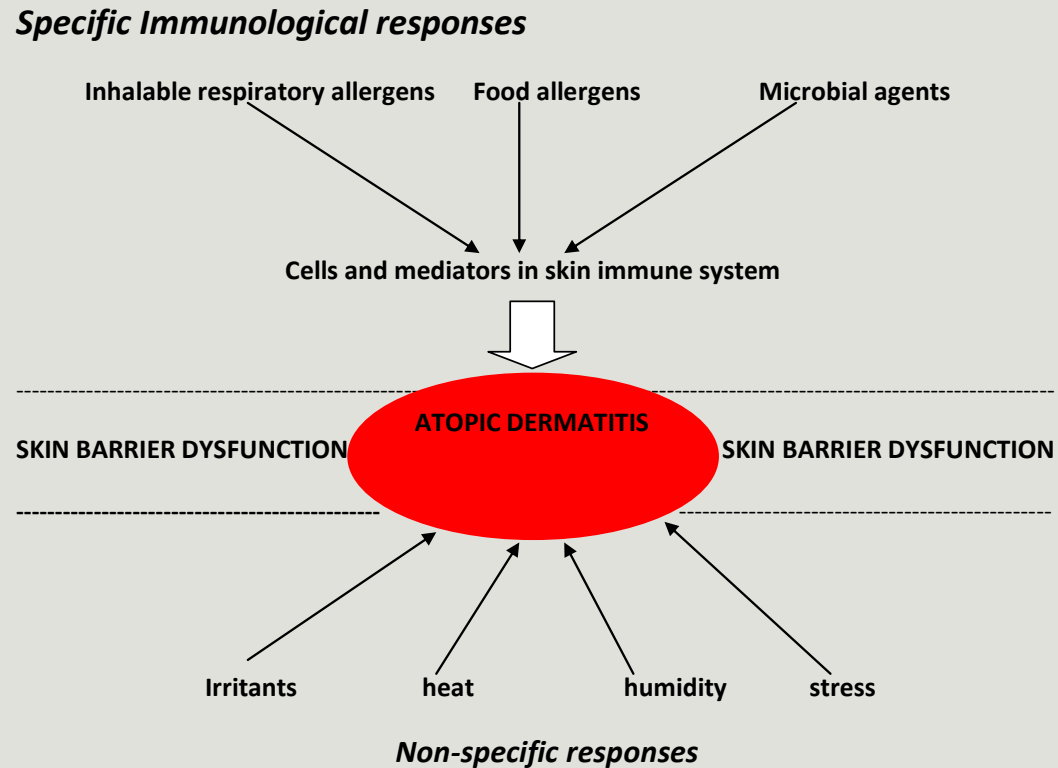 Specific Immunological responses
Inhalable respiratory allergens Food allergens Microbial agents
Cells and mediators in skin immune system
ATOPIC DERMATITIS
SKIN BARRIER DYSFUNCTION SKIN BARRIER DYSFUNCTION
Irritants heat humidity stress
Non-specific responses